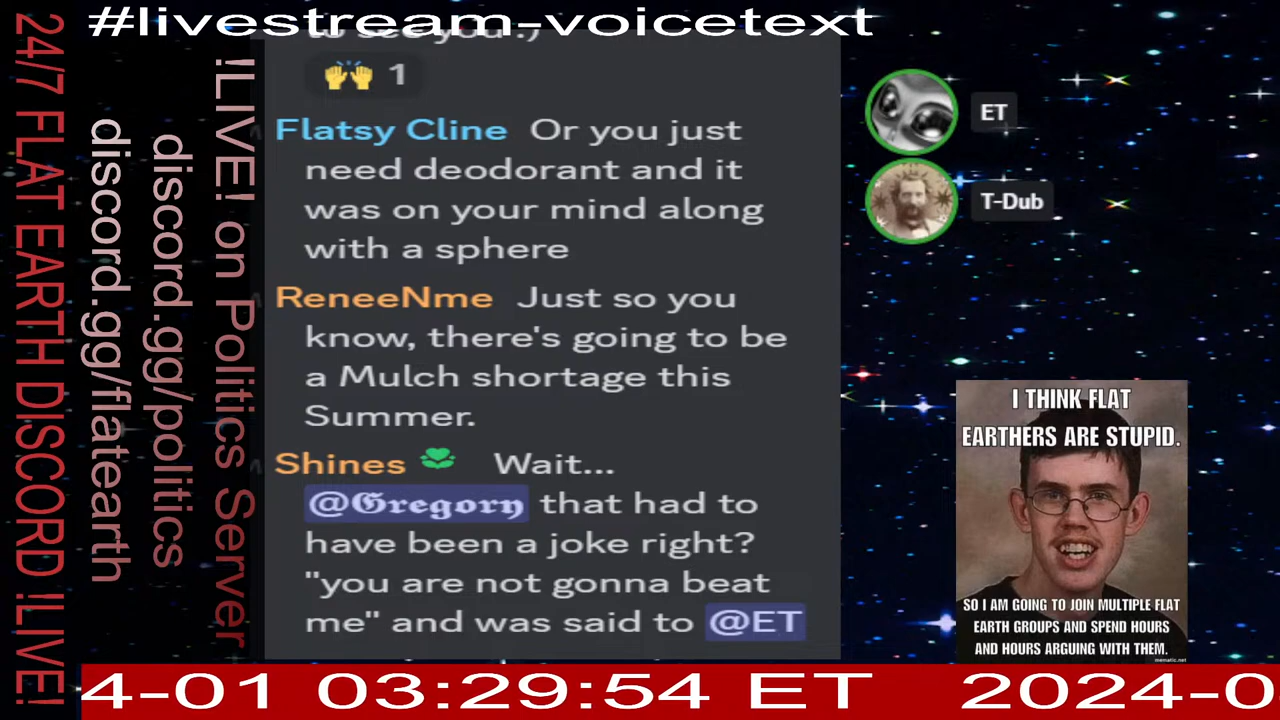 #livestream-voicetext
24/7 FLAT EARTH DISCORD !LIVE!
discord.gg/flatearth
discord.gg/politics
!LIVE! on Politics Server
to see you :)
🙌 1
Flatsy Cline Or you just
need deodorant and it
was on your mind along
with a sphere
ReneeNme Just so you
know, there's going to be
a Mulch shortage this
Summer.
Shines Wait...
@𝕲𝖗𝖊𝖌𝖔𝖗𝖞 that had to
have been a joke right?
"you are not gonna beat
me" and was said to @ET
ET
T-Dub
I THINK FLAT
EARTHERS ARE STUPID.
SO I AM GOING TO JOIN MULTIPLE FLAT
EARTH GROUPS AND SPEND HOURS
AND HOURS ARGUING WITH THEM.
mematic.net
4-01 03:29:54 ET 2024-0